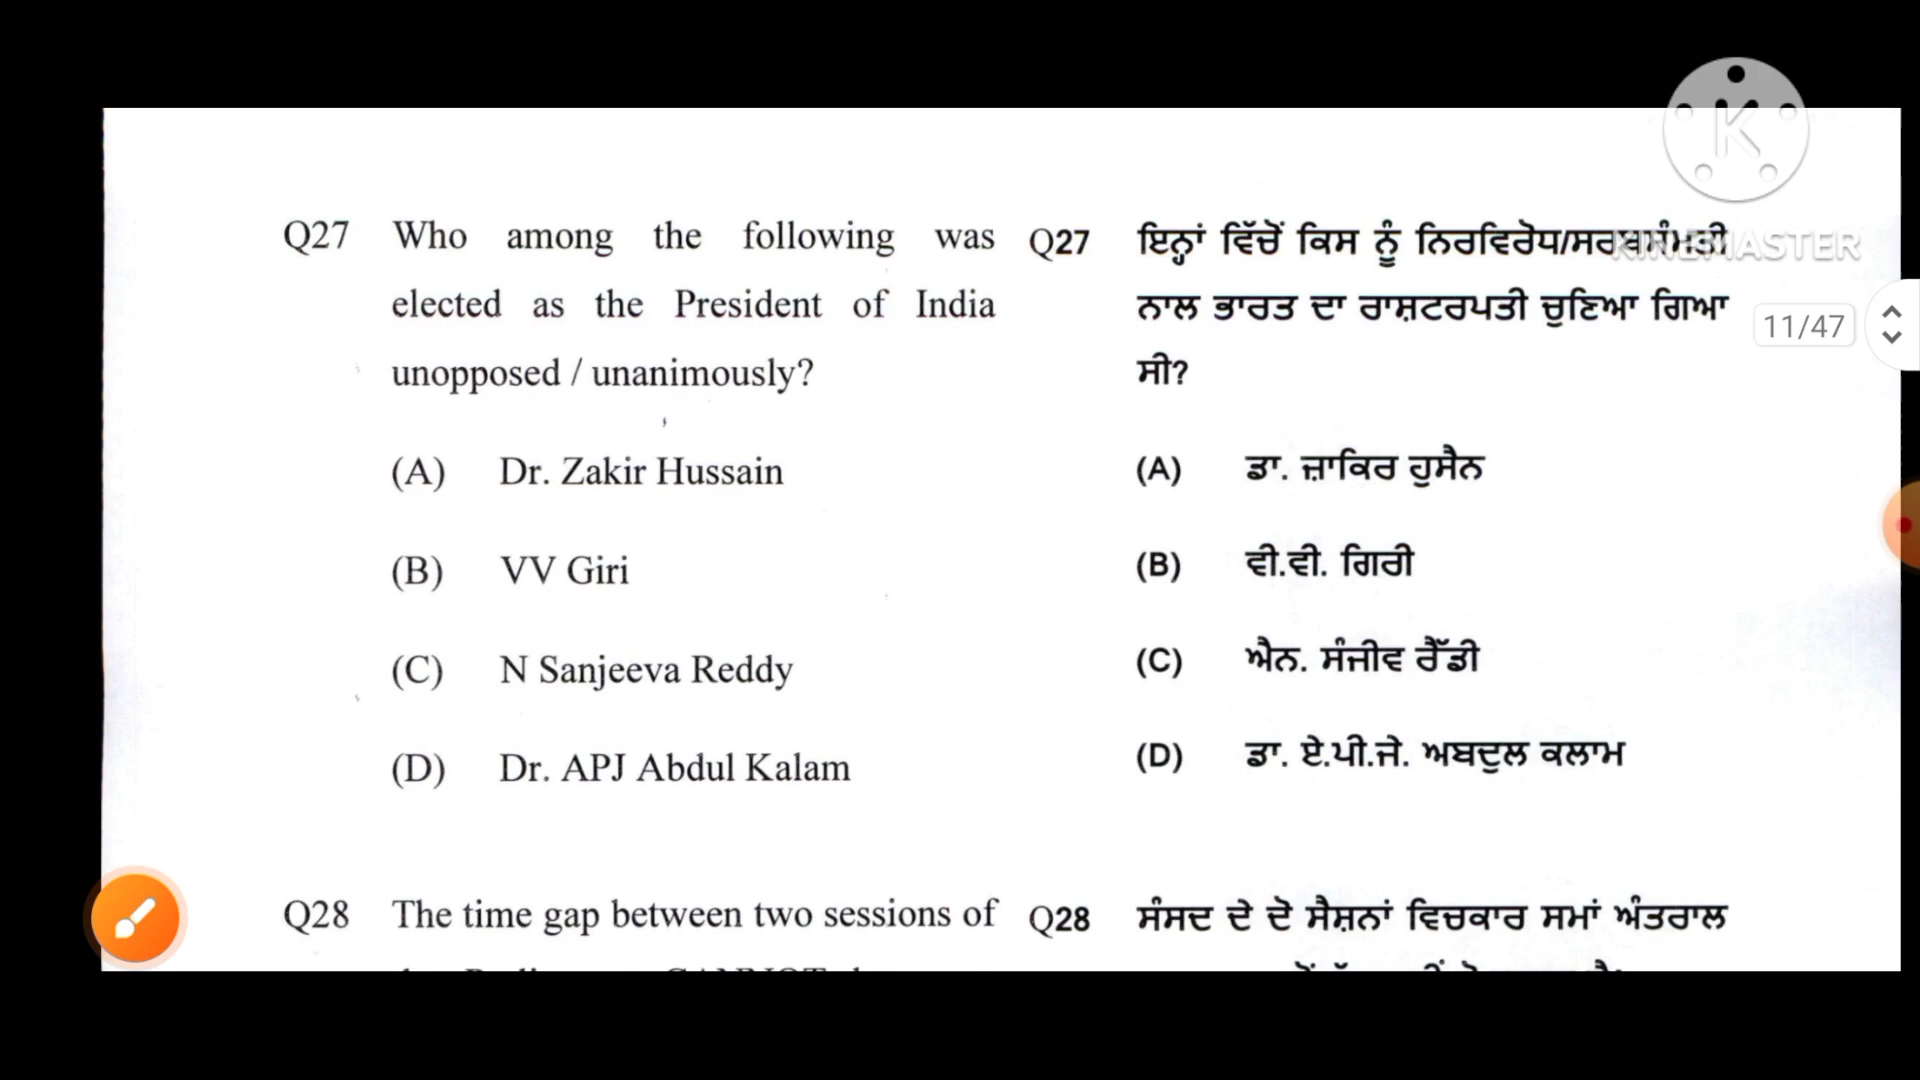 Q27 Who among the following was
elected as the President of India
unopposed / unanimously?
(A) Dr. Zakir Hussain
(B) VV Giri
(C) N Sanjeeva Reddy
(D) Dr. APJ Abdul Kalam
Q28 The time gap between two sessions of
Q27 ਇਨ੍ਹਾਂ ਵਿੱਚੋਂ ਕਿਸ ਨੂੰ ਨਿਰਵਿਰੋਧ/ਸਰਬਸੰਮਤੀ
ਨਾਲ ਭਾਰਤ ਦਾ ਰਾਸ਼ਟਰਪਤੀ ਚੁਣਿਆ ਗਿਆ
ਸੀ?
(A) ਡਾ. ਜ਼ਾਕਿਰ ਹੁਸੈਨ
(B) ਵੀ.ਵੀ. ਗਿਰੀ
(C) ਐਨ. ਸੰਜੀਵ ਰੈੱਡੀ
(D) ਡਾ. ਏ.ਪੀ.ਜੇ. ਅਬਦੁਲ ਕਲਾਮ
Q28 ਸੰਸਦ ਦੇ ਦੋ ਸੈਸ਼ਨਾਂ ਵਿਚਕਾਰ ਸਮਾਂ ਅੰਤਰਾਲ
K
KINEMASTER
11/47